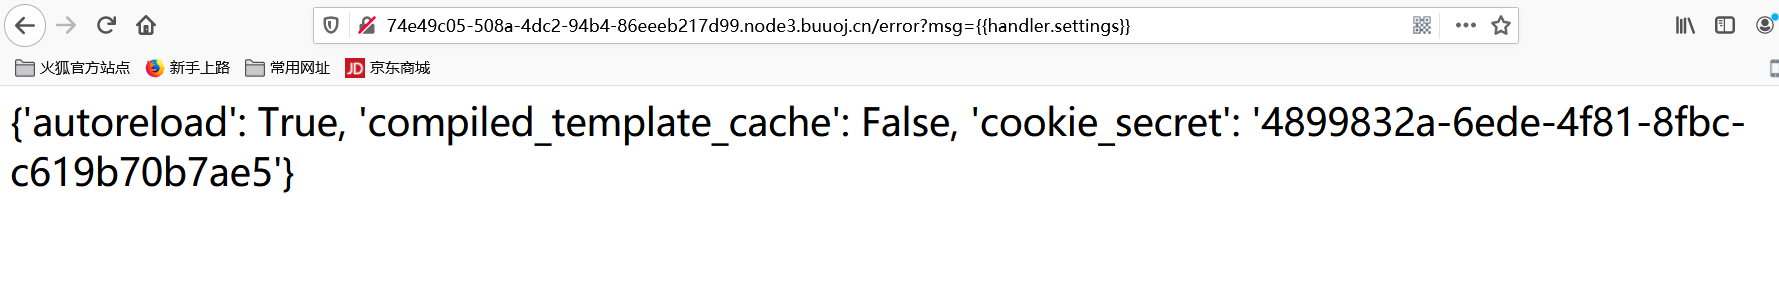 74e49c05-508a-4dc2-94b4-86eeeb217d99.node3.buuoj.cn/error?msg={{handler.settings}}
火狐官方站点 新手上路 常用网址 JD 京东商城
{'autoreload': True, 'compiled_template_cache': False, 'cookie_secret': '4899832a-6ede-4f81-8fbc-
c619b70b7ae5'}